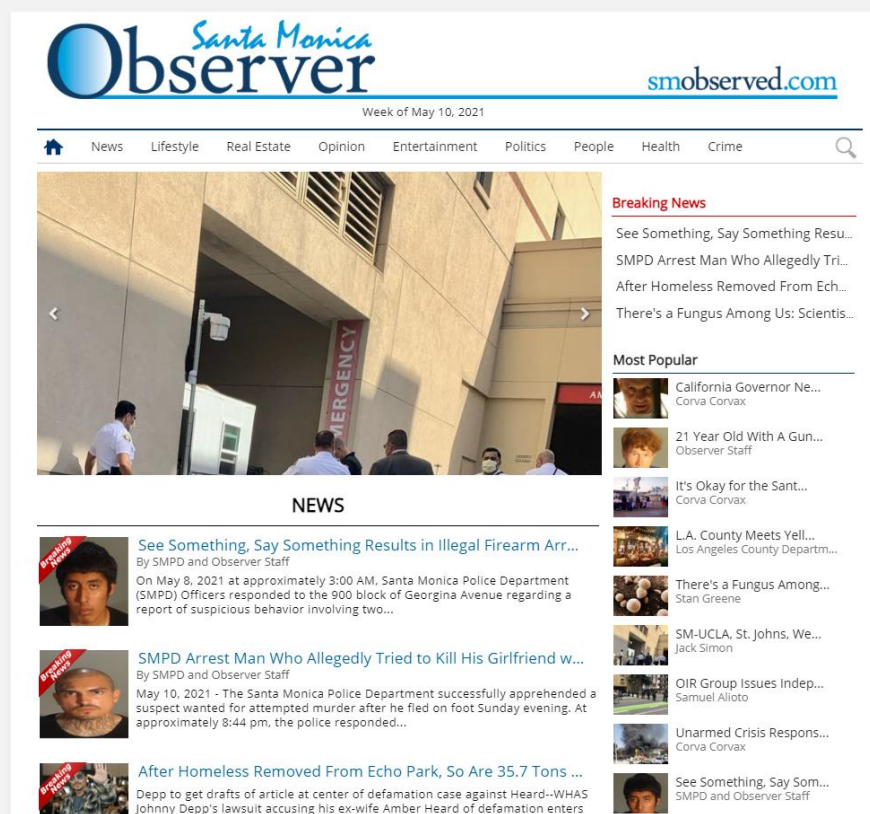 Santa Monica
Observer
smobserved.com
Week of May 10, 2021
News Lifestyle Real Estate Opinion Entertainment Politics People Health Crime
EMERGENCY
AM
Breaking News
See Something, Say Something Resu...
SMPD Arrest Man Who Allegedly Tri...
After Homeless Removed From Ech...
There's a Fungus Among Us: Scientis...
Most Popular
California Governor Ne...
Corva Corvax
21 Year Old With A Gun...
Observer Staff
It's Okay for the Sant...
Corva Corvax
L.A. County Meets Yell...
Los Angeles County Departm...
There's a Fungus Among...
Stan Greene
SM-UCLA, St. Johns, We...
Jack Simon
OIR Group Issues Indep...
Samuel Alioto
Unarmed Crisis Respons...
Corva Corvax
See Something, Say Som...
SMPD and Observer Staff
NEWS
Breaking News
See Something, Say Something Results in Illegal Firearm Arr...
By SMPD and Observer Staff
On May 8, 2021 at approximately 3:00 AM, Santa Monica Police Department
(SMPD) Officers responded to the 900 block of Georgina Avenue regarding a
report of suspicious behavior involving two...
Breaking News
SMPD Arrest Man Who Allegedly Tried to Kill His Girlfriend w...
By SMPD and Observer Staff
May 10, 2021 - The Santa Monica Police Department successfully apprehended a
suspect wanted for attempted murder after he fled on foot Sunday evening. At
approximately 8:44 pm, the police responded...
Breaking News
After Homeless Removed From Echo Park, So Are 35.7 Tons ...
Depp to get drafts of article at center of defamation case against Heard--WHAS
Johnny Depp's lawsuit accusing his ex-wife Amber Heard of defamation enters